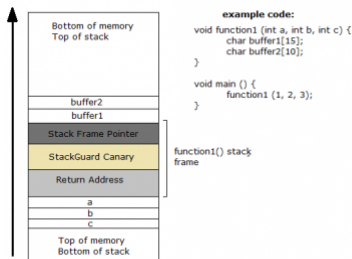 Bottom of memory
Top of stack
buffer2
buffer1
Stack Frame Pointer
StackGuard Canary
Return Address
a
b
c
Top of memory
Bottom of stack
function1() stack
frame
example code:
void function1 (int a, int b, int c) {
char buffer1[15];
char buffer2[10];
}
void main () {
function1 (1, 2, 3);
}